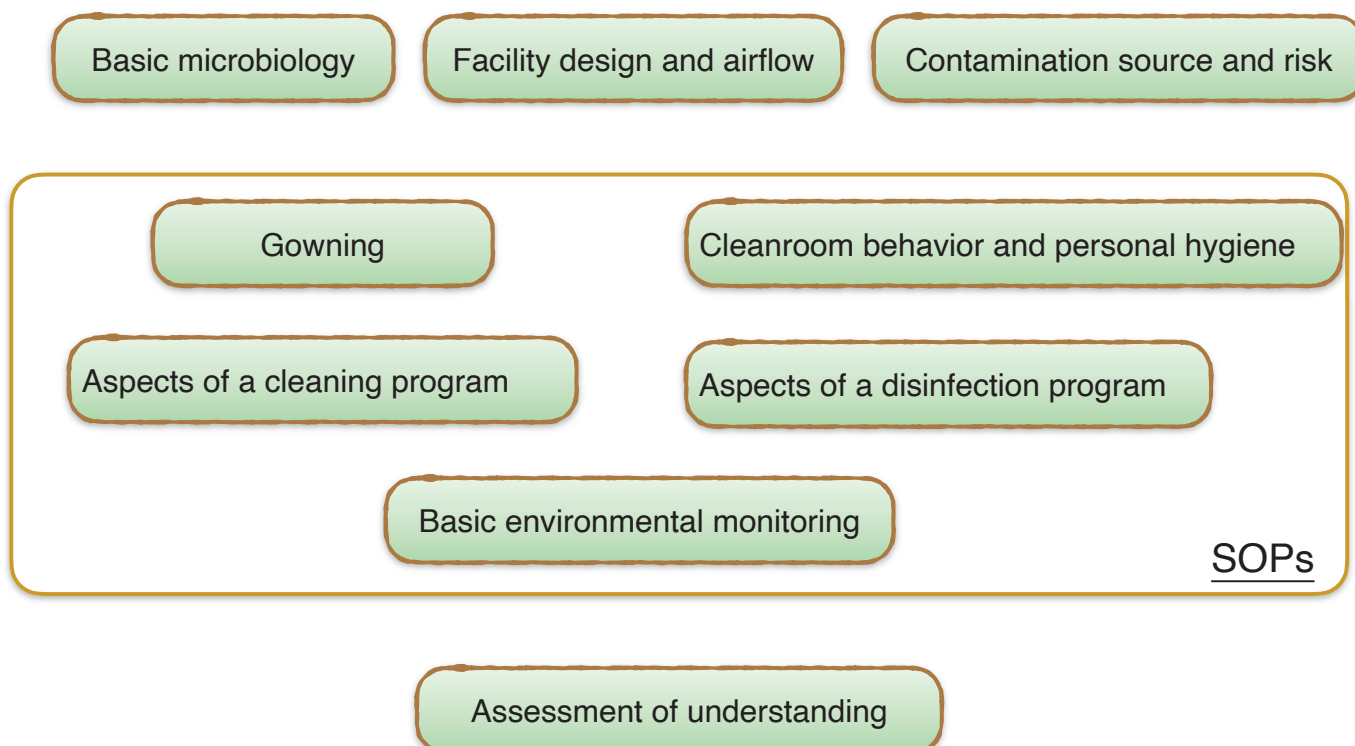 Basic microbiology
Facility design and airflow
Contamination source and risk
Gowning
Cleanroom behavior and personal hygiene
Aspects of a cleaning program
Aspects of a disinfection program
Basic environmental monitoring
SOPs
Assessment of understanding